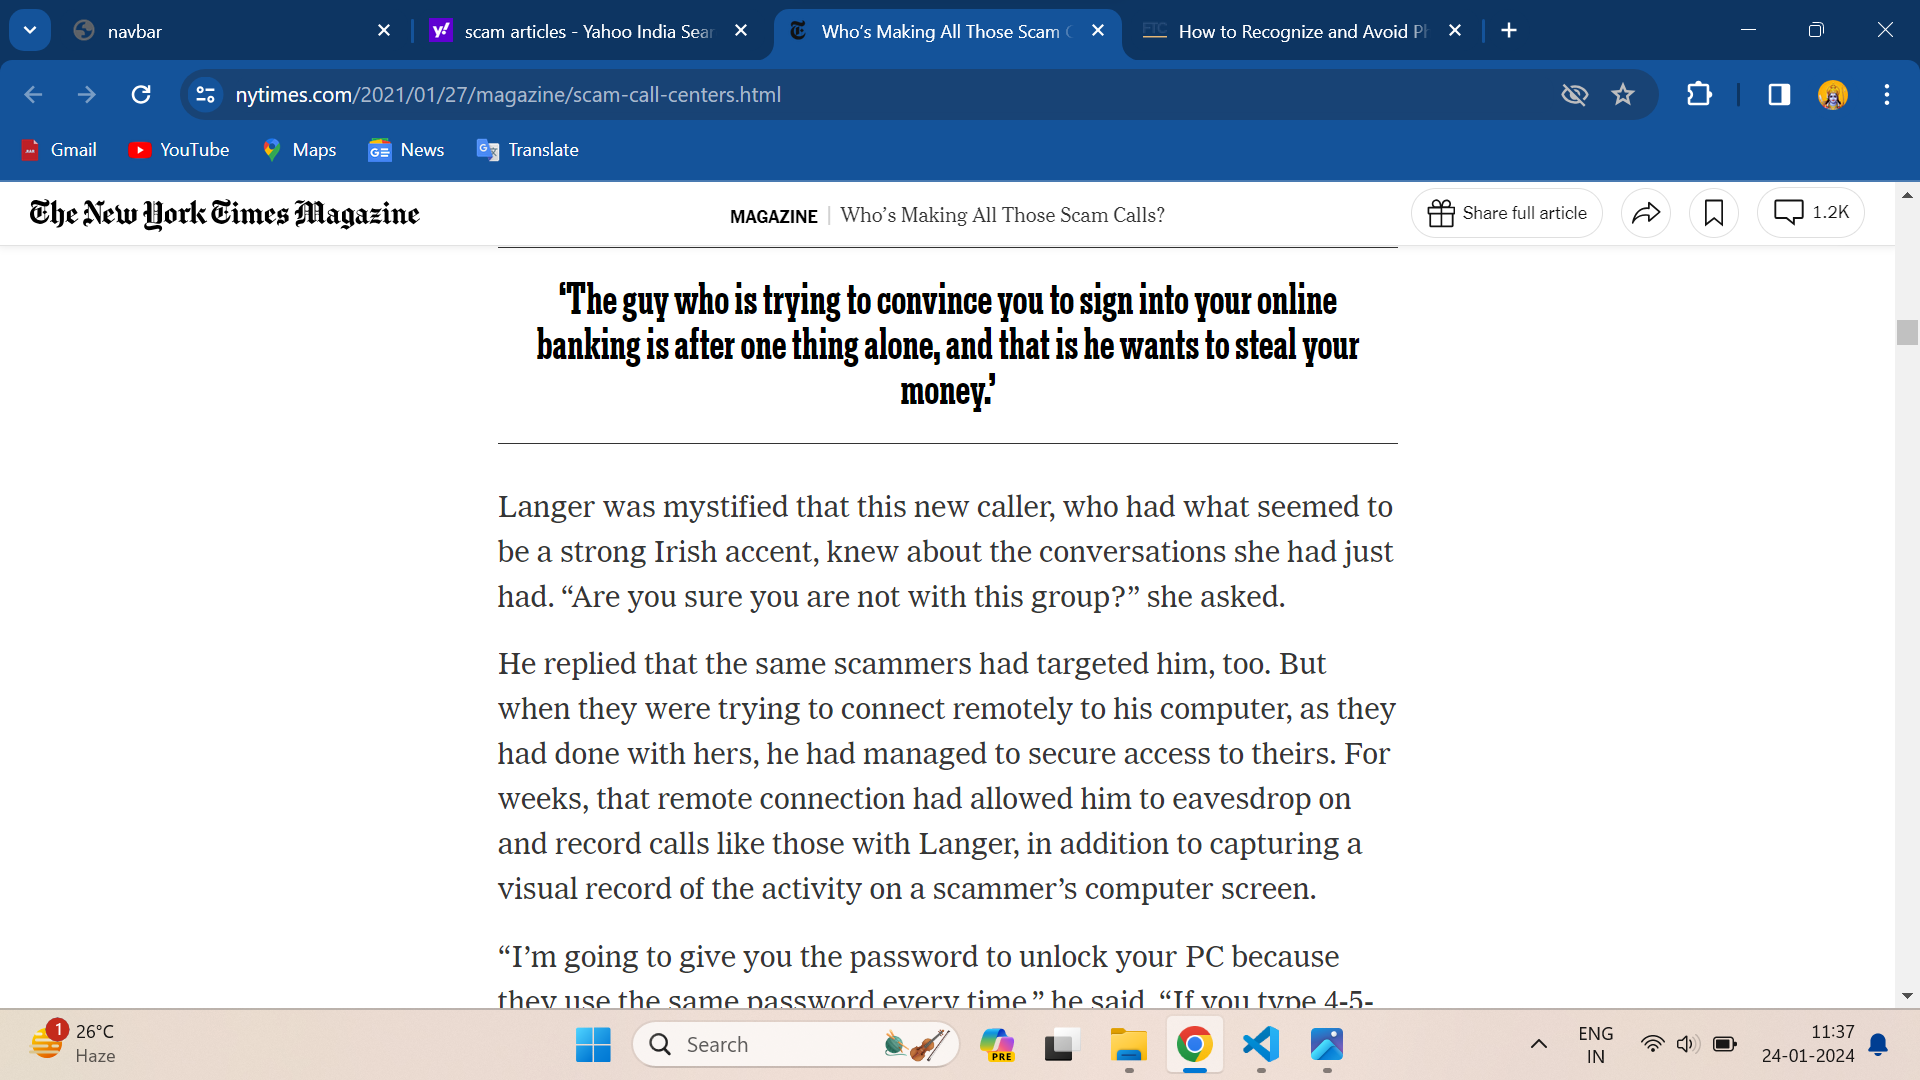 navbar
scam articles - Yahoo India Sear
Who's Making All Those Scam C
FTC
How to Recognize and Avoid Ph
nytimes.com/2021/01/27/magazine/scam-call-centers.html
Gmail
YouTube
Maps
News
Translate
The New York Times Magazine
MAGAZINE | Who's Making All Those Scam Calls?
Share full article
1.2K
‘The guy who is trying to convince you to sign into your online
banking is after one thing alone, and that is he wants to steal your
money.’
Langer was mystified that this new caller, who had what seemed to
be a strong Irish accent, knew about the conversations she had just
had. “Are you sure you are not with this group?” she asked.
He replied that the same scammers had targeted him, too. But
when they were trying to connect remotely to his computer, as they
had done with hers, he had managed to secure access to theirs. For
weeks, that remote connection had allowed him to eavesdrop on
and record calls like those with Langer, in addition to capturing a
visual record of the activity on a scammer’s computer screen.
“I’m going to give you the password to unlock your PC because
they use the same password every time,” he said. “If you type 4-5-
1
26°C
Haze
Search
PRE
ENG
IN
11:37
24-01-2024